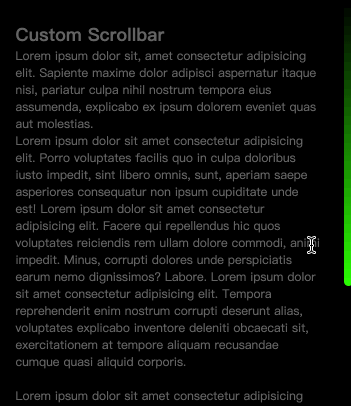 Custom Scrollbar
Lorem ipsum dolor sit, amet consectetur adipisicing
elit. Sapiente maxime dolor adipisci aspernatur itaque
nisi, pariatur culpa nihil nostrum tempora eius
assumenda, explicabo ex ipsum dolorem eveniet quas
aut molestias.
Lorem ipsum dolor sit amet consectetur adipisicing
elit. Porro voluptates facilis quo in culpa doloribus
iusto impedit, sint libero omnis, sunt, aperiam saepe
asperiores consequatur non ipsum cupiditate unde
est! Lorem ipsum dolor sit amet consectetur
adipisicing elit. Facere qui repellendus hic quos
voluptates reiciendis rem ullam dolore commodi,
impedit. Minus, corrupti dolores unde perspiciatis
earum nemo dignissimos? Labore. Lorem ipsum dolor
sit amet consectetur adipisicing elit. Tempora
reprehenderit enim nostrum corrupti deserunt alias,
voluptates explicabo inventore deleniti obcaecati sit,
exercitationem at tempore aliquam recusandae
cumque quasi aliquid corporis.
Lorem ipsum dolor sit amet consectetur adipisicing